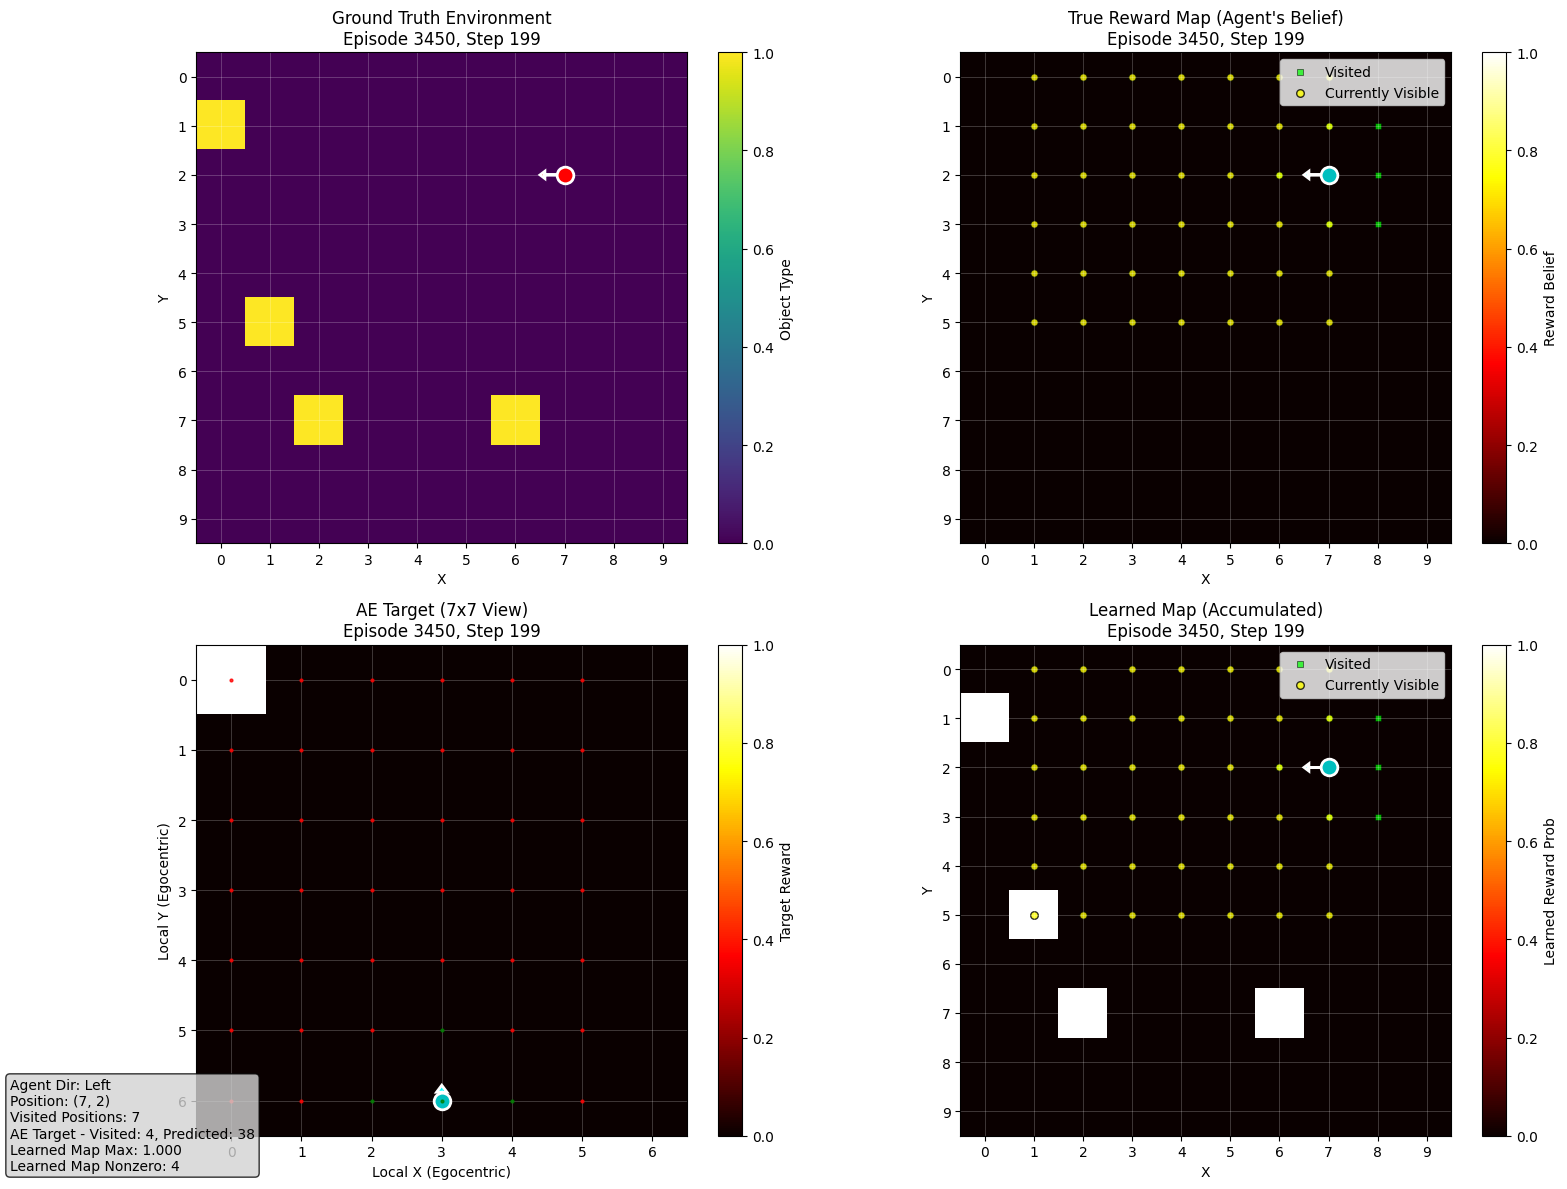 Ground Truth Environment
Episode 3450, Step 199
0
1
2
3
4
5
6
7
8
9
Y
0 1 2 3 4 5 6 7 8 9
X
1.0
0.8
0.6
0.4
0.2
0.0
Object Type
True Reward Map (Agent's Belief)
Episode 3450, Step 199
Visited
Currently Visible
0
1
2
3
4
5
6
7
8
9
Y
0 1 2 3 4 5 6 7 8 9
X
1.0
0.8
0.6
0.4
0.2
0.0
Reward Belief
AE Target (7x7 View)
Episode 3450, Step 199
0
1
2
3
4
5
6
Local Y (Egocentric)
0 1 2 3 4 5 6
Local X (Egocentric)
1.0
0.8
0.6
0.4
0.2
0.0
Target Reward
Agent Dir: Left
Position: (7, 2)
Visited Positions: 7
AE Target - Visited: 4, Predicted: 38
Learned Map Max: 1.000
Learned Map Nonzero: 4
Learned Map (Accumulated)
Episode 3450, Step 199
Visited
Currently Visible
0
1
2
3
4
5
6
7
8
9
Y
0 1 2 3 4 5 6 7 8 9
X
1.0
0.8
0.6
0.4
0.2
0.0
Learned Reward Prob